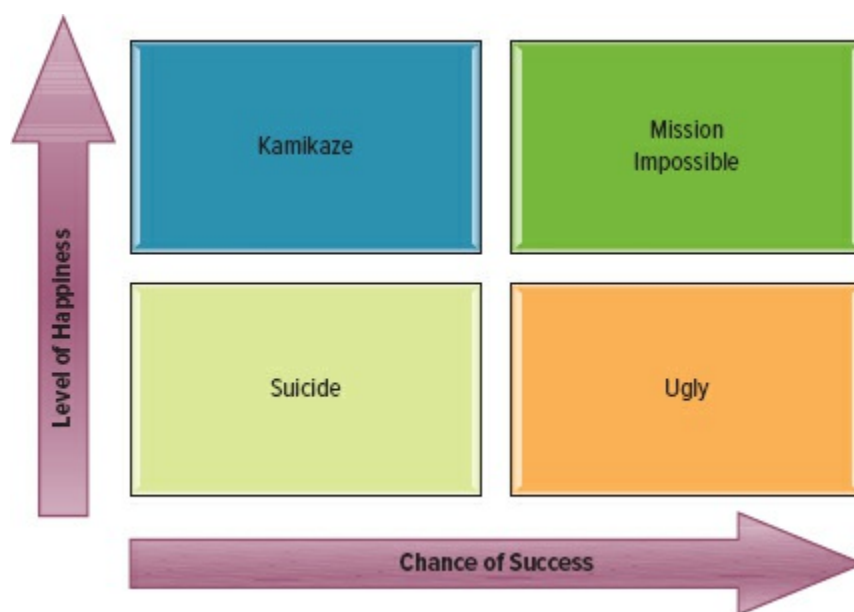 Kamikaze
Mission
Impossible
Level of Happiness
Suicide
Ugly
Chance of Success